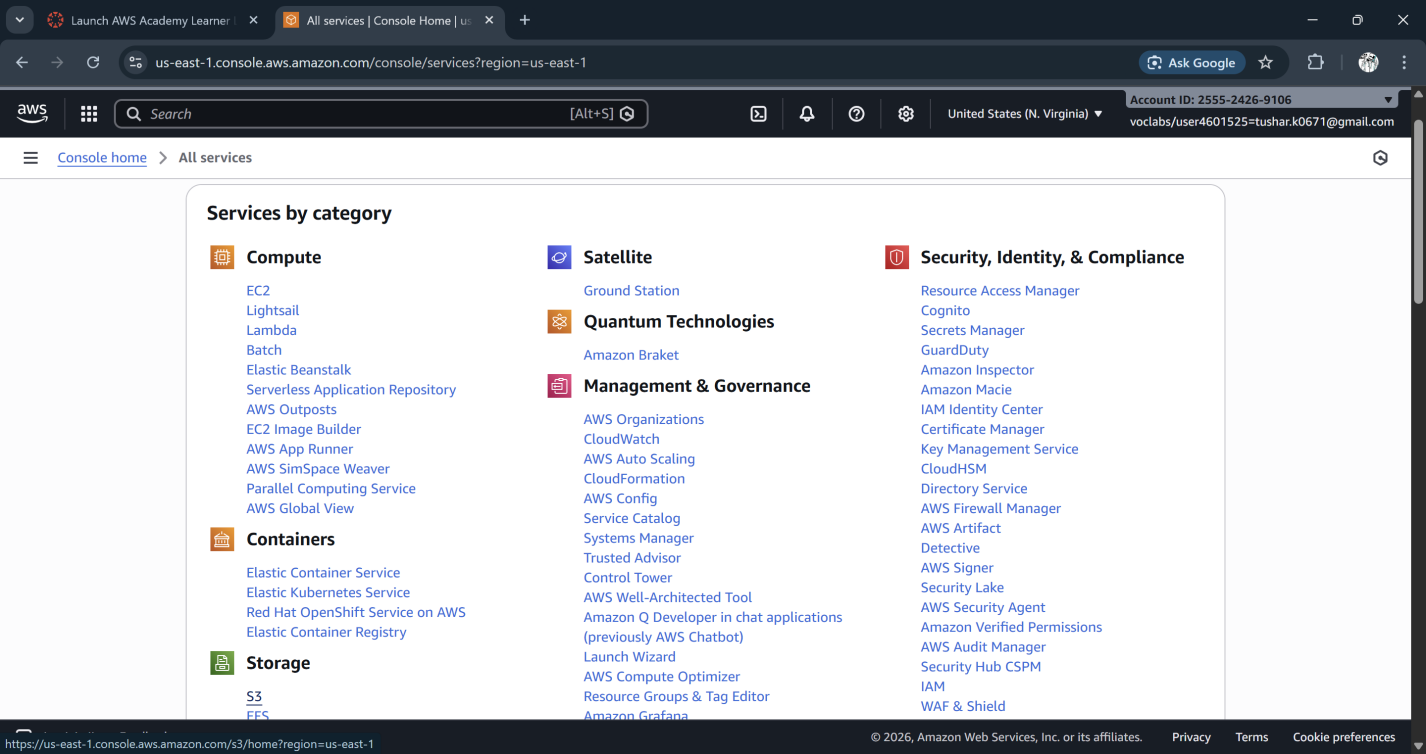 Launch AWS Academy Learner
All services | Console Home | us
us-east-1.console.aws.amazon.com/console/services?region=us-east-1
Ask Google
aws
Search
[Alt+S]
United States (N. Virginia)
Account ID: 2555-2426-9106
voclabs/user4601525=tushar.k0671@gmail.com
Console home
All services
Services by category
Compute
EC2
Lightsail
Lambda
Batch
Elastic Beanstalk
Serverless Application Repository
AWS Outposts
EC2 Image Builder
AWS App Runner
AWS SimSpace Weaver
Parallel Computing Service
AWS Global View
Containers
Elastic Container Service
Elastic Kubernetes Service
Red Hat OpenShift Service on AWS
Elastic Container Registry
Storage
S3
EFS
Satellite
Ground Station
Quantum Technologies
Amazon Braket
Management & Governance
AWS Organizations
CloudWatch
AWS Auto Scaling
CloudFormation
AWS Config
Service Catalog
Systems Manager
Trusted Advisor
Control Tower
AWS Well-Architected Tool
Amazon Q Developer in chat applications
(previously AWS Chatbot)
Launch Wizard
AWS Compute Optimizer
Resource Groups & Tag Editor
Amazon Grafana
Security, Identity, & Compliance
Resource Access Manager
Cognito
Secrets Manager
GuardDuty
Amazon Inspector
Amazon Macie
IAM Identity Center
Certificate Manager
Key Management Service
CloudHSM
Directory Service
AWS Firewall Manager
AWS Artifact
Detective
AWS Signer
Security Lake
AWS Security Agent
Amazon Verified Permissions
AWS Audit Manager
Security Hub CSPM
IAM
WAF & Shield
https://us-east-1.console.aws.amazon.com/s3/home?region=us-east-1
© 2026, Amazon Web Services, Inc. or its affiliates.
Privacy
Terms
Cookie preferences